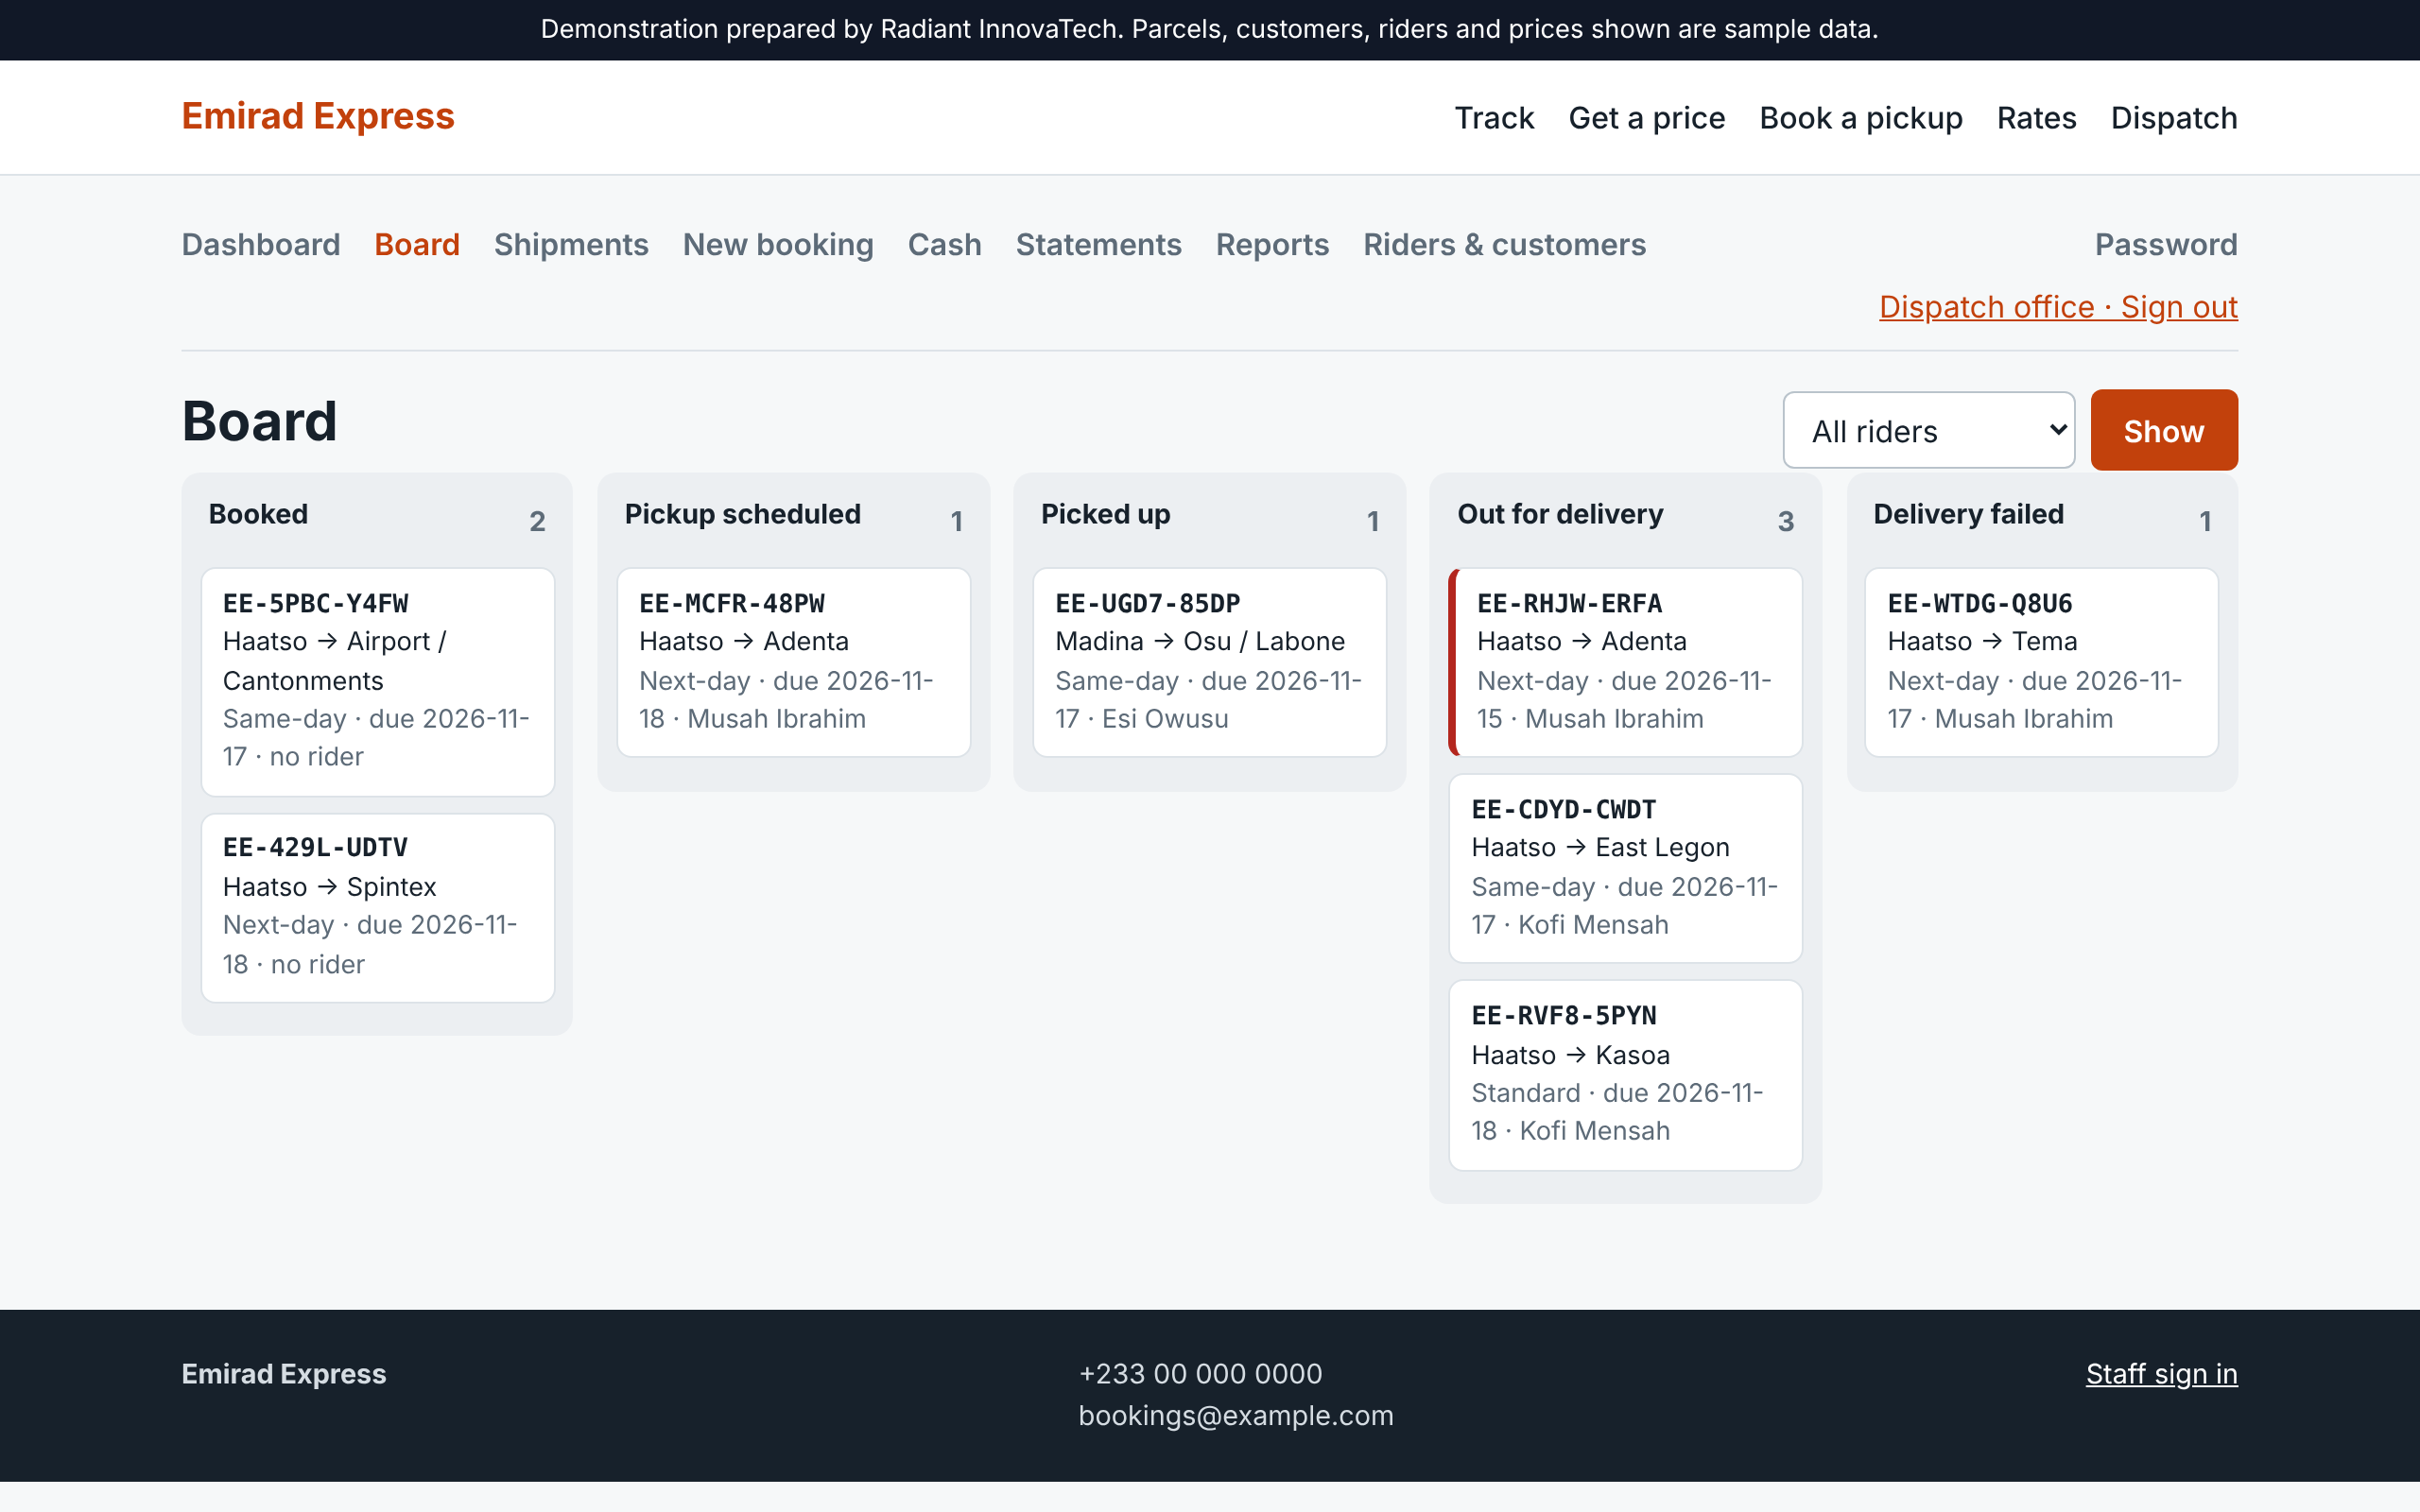 Demonstration prepared by Radiant InnovaTech. Parcels, customers, riders and prices shown are sample data.
Emirad Express
Track Get a price Book a pickup Rates Dispatch
Dashboard Board Shipments New booking Cash Statements Reports Riders & customers Password
Dispatch office · Sign out
Board
All riders
Show
Booked 2
EE-5PBC-Y4FW
Haatso → Airport /
Cantonments
Same-day · due 2026-11-
17 · no rider
EE-429L-UDTV
Haatso → Spintex
Next-day · due 2026-11-
18 · no rider
Pickup scheduled 1
EE-MCFR-48PW
Haatso → Adenta
Next-day · due 2026-11-
18 · Musah Ibrahim
Picked up 1
EE-UGD7-85DP
Madina → Osu / Labone
Same-day · due 2026-11-
17 · Esi Owusu
Out for delivery 3
EE-RHJW-ERFA
Haatso → Adenta
Next-day · due 2026-11-
15 · Musah Ibrahim
EE-CDYD-CWDT
Haatso → East Legon
Same-day · due 2026-11-
17 · Kofi Mensah
EE-RVF8-5PYN
Haatso → Kasoa
Standard · due 2026-11-
18 · Kofi Mensah
Delivery failed 1
EE-WTDG-Q8U6
Haatso → Tema
Next-day · due 2026-11-
17 · Musah Ibrahim
Emirad Express
+233 00 000 0000
bookings@example.com
Staff sign in